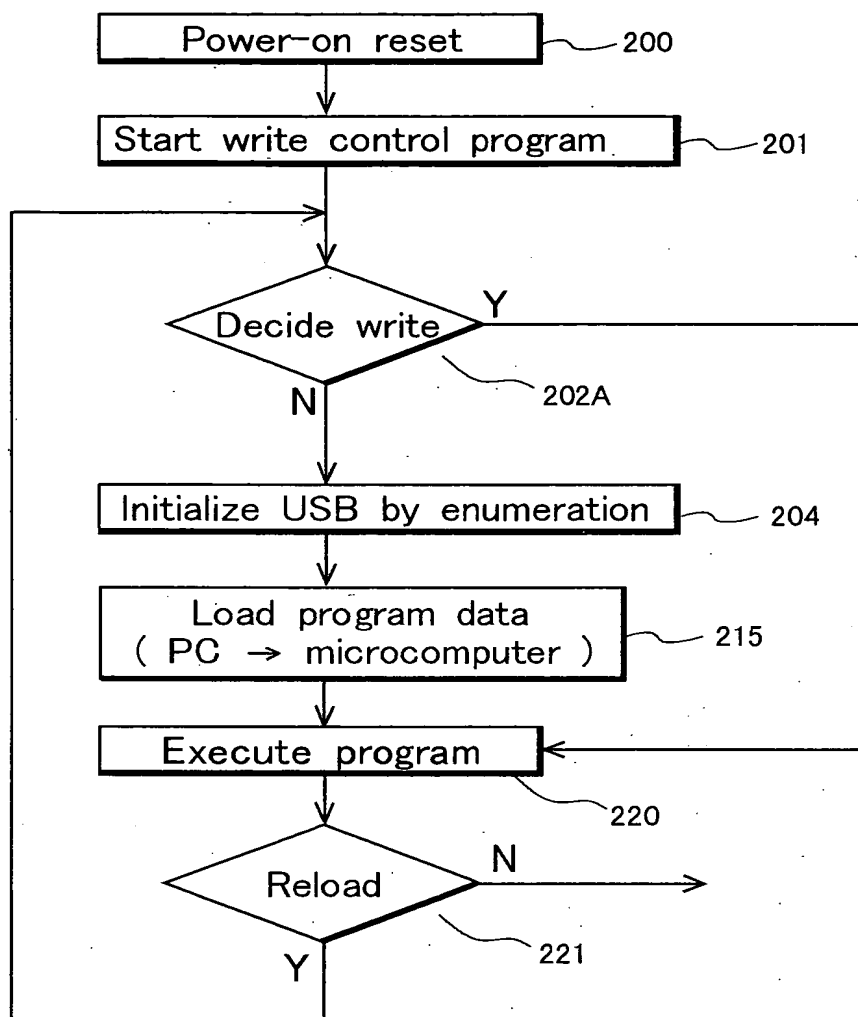 Power-on reset
200
Start write control program
201
Decide write
Y
202A
N
Initialize USB by enumeration
204
Load program data
( PC → microcomputer )
215
Execute program
220
Reload
N
221
Y